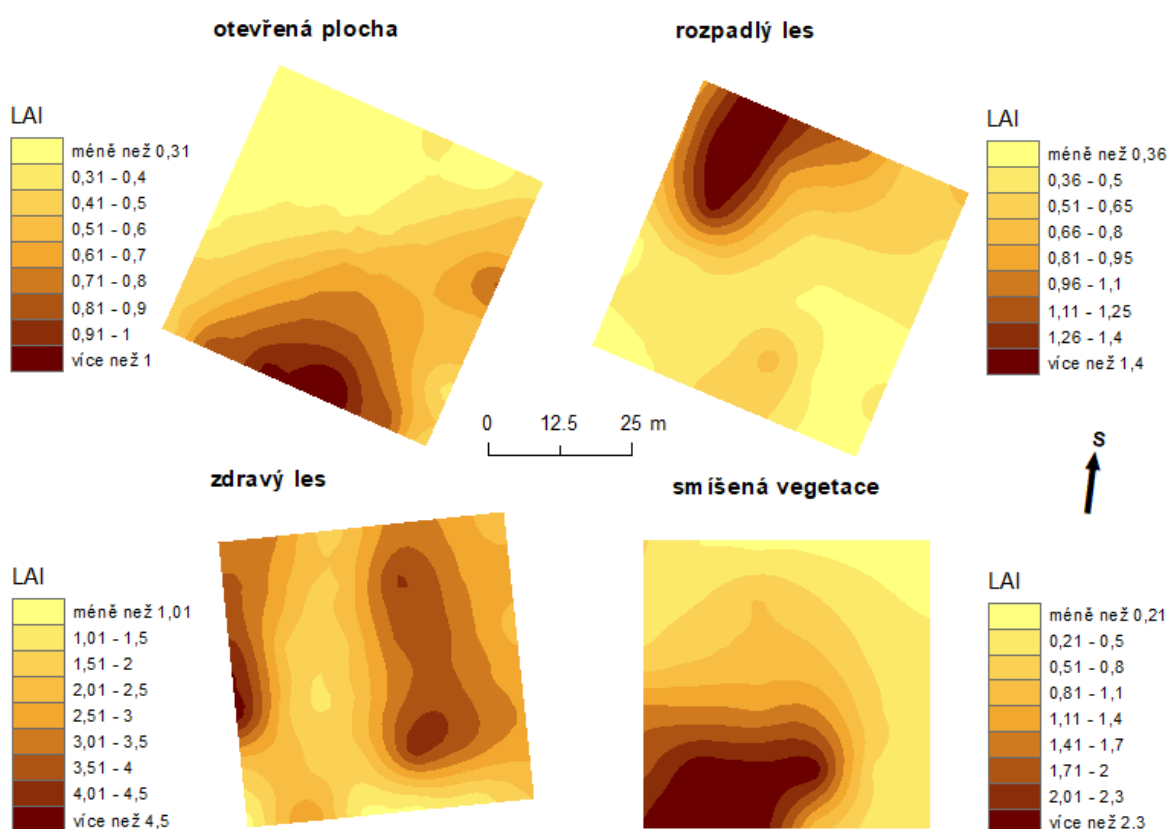 otevřená plocha
rozpadlý les
LAI
méně než 0,31
0,31 - 0,4
0,41 - 0,5
0,51 - 0,6
0,61 - 0,7
0,71 - 0,8
0,81 - 0,9
0,91 - 1
více než 1
LAI
méně než 0,36
0,36 - 0,5
0,51 - 0,65
0,66 - 0,8
0,81 - 0,95
0,96 - 1,1
1,11 - 1,25
1,26 - 1,4
více než 1,4
0 12.5 25 m
S
zdravý les
smíšená vegetace
LAI
méně než 1,01
1,01 - 1,5
1,51 - 2
2,01 - 2,5
2,51 - 3
3,01 - 3,5
3,51 - 4
4,01 - 4,5
více než 4,5
LAI
méně než 0,21
0,21 - 0,5
0,51 - 0,8
0,81 - 1,1
1,11 - 1,4
1,41 - 1,7
1,71 - 2
2,01 - 2,3
více než 2,3